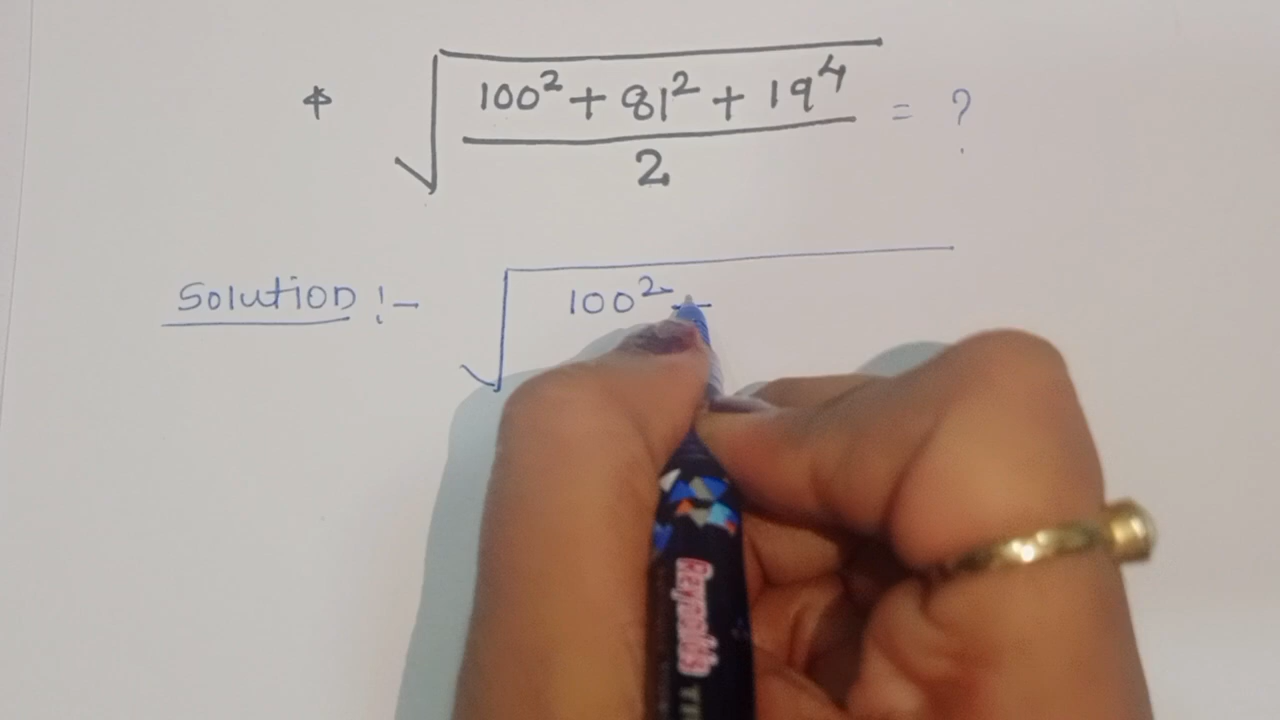 √(100² + 81² + 19⁴ / 2) = ?
Solution :-
√ 100² +
Reynolds